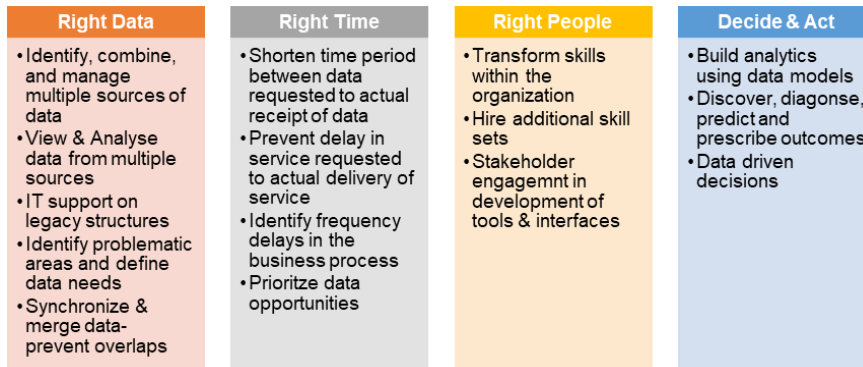 Right Data
• Identify, combine,
and manage
multiple sources of
data
• View & Analyse
data from multiple
sources
• IT support on
legacy structures
• Identify problematic
areas and define
data needs
• Synchronize &
merge data-
prevent overlaps
Right Time
• Shorten time period
between data
requested to actual
receipt of data
• Prevent delay in
service requested
to actual delivery of
service
• Identify frequency
delays in the
business process
• Prioritze data
opportunities
Right People
• Transform skills
within the
organization
• Hire additional skill
sets
• Stakeholder
engagemnt in
development of
tools & interfaces
Decide & Act
• Build analytics
using data models
• Discover, diagonse,
predict and
prescribe outcomes
• Data driven
decisions